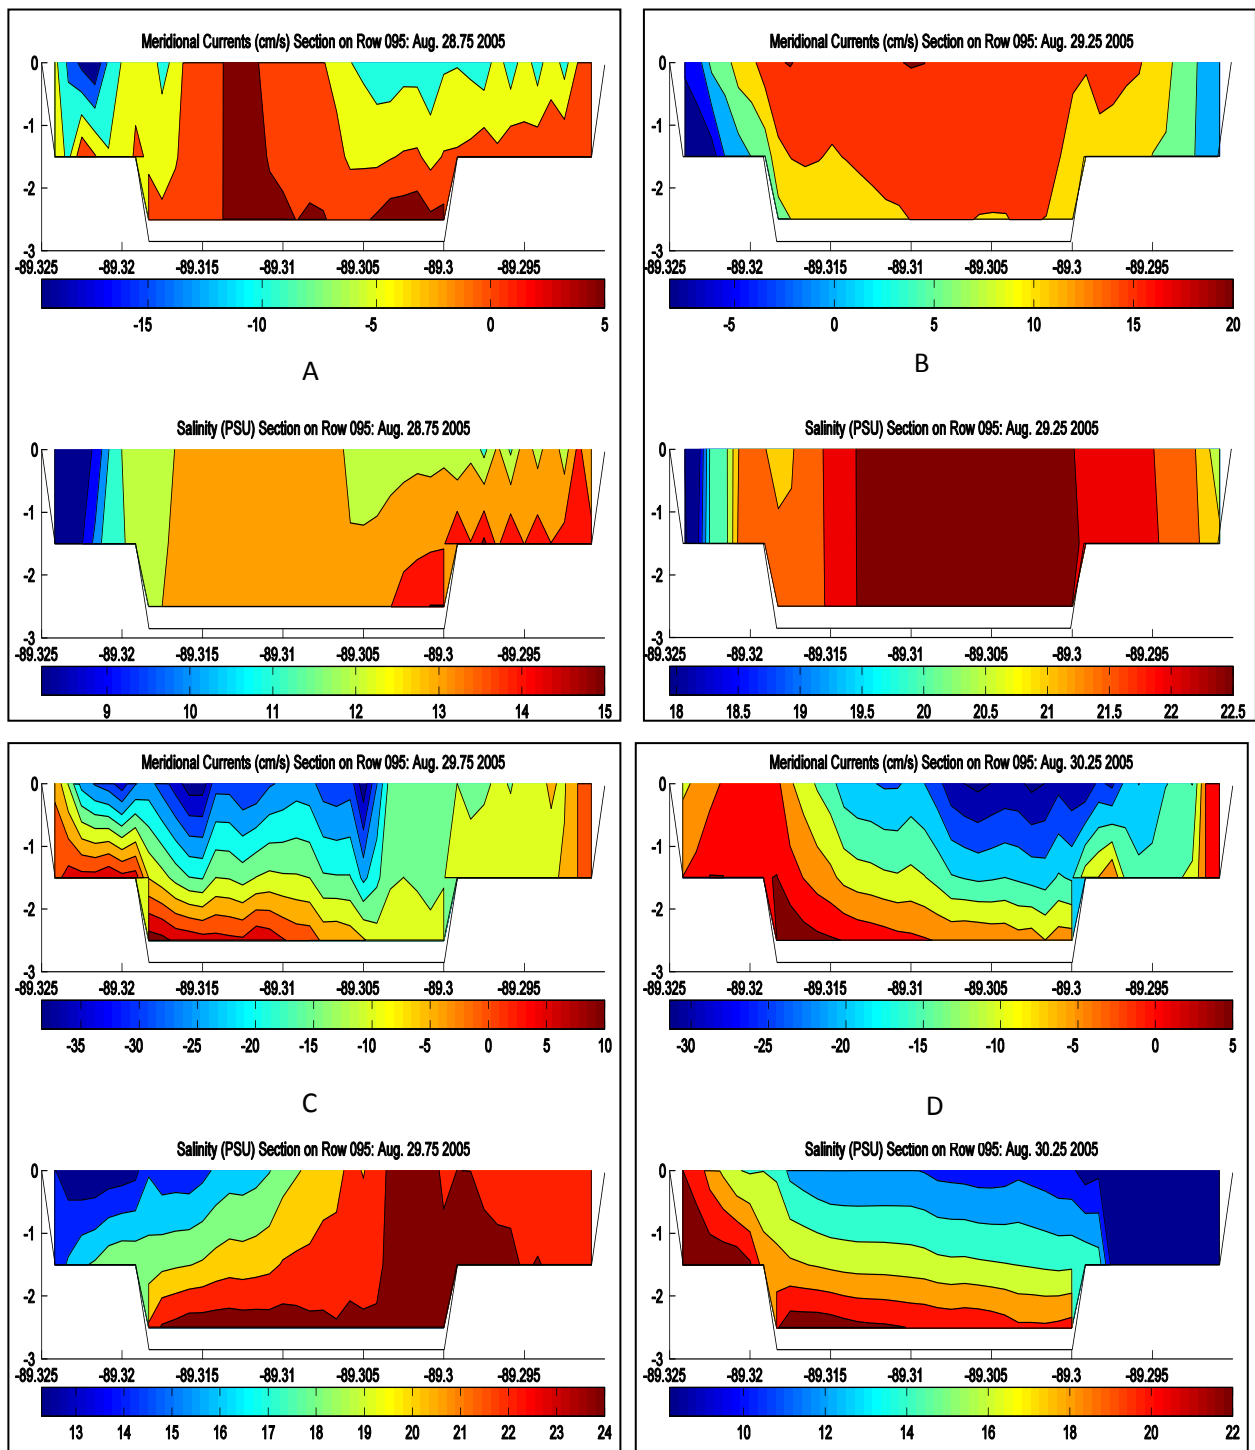 Meridional Currents (cm/s) Section on Row 095: Aug. 28.75 2005
0
-1
-2
-3
-89.325 -89.32 -89.315 -89.31 -89.305 -89.3 -89.295
-15 -10 -5 0 5
A
Salinity (PSU) Section on Row 095: Aug. 28.75 2005
0
-1
-2
-3
-89.325 -89.32 -89.315 -89.31 -89.305 -89.3 -89.295
9 10 11 12 13 14 15
Meridional Currents (cm/s) Section on Row 095: Aug. 29.25 2005
0
-1
-2
-3
-89.325 -89.32 -89.315 -89.31 -89.305 -89.3 -89.295
-5 0 5 10 15 20
B
Salinity (PSU) Section on Row 095: Aug. 29.25 2005
0
-1
-2
-3
-89.325 -89.32 -89.315 -89.31 -89.305 -89.3 -89.295
18 18.5 19 19.5 20 20.5 21 21.5 22 22.5
Meridional Currents (cm/s) Section on Row 095: Aug. 29.75 2005
0
-1
-2
-3
-89.325 -89.32 -89.315 -89.31 -89.305 -89.3 -89.295
-35 -30 -25 -20 -15 -10 -5 0 5 10
C
Salinity (PSU) Section on Row 095: Aug. 29.75 2005
0
-1
-2
-3
-89.325 -89.32 -89.315 -89.31 -89.305 -89.3 -89.295
13 14 15 16 17 18 19 20 21 22 23 24
Meridional Currents (cm/s) Section on Row 095: Aug. 30.25 2005
0
-1
-2
-3
-89.325 -89.32 -89.315 -89.31 -89.305 -89.3 -89.295
-30 -25 -20 -15 -10 -5 0 5
D
Salinity (PSU) Section on Row 095: Aug. 30.25 2005
0
-1
-2
-3
-89.325 -89.32 -89.315 -89.31 -89.305 -89.3 -89.295
10 12 14 16 18 20 22